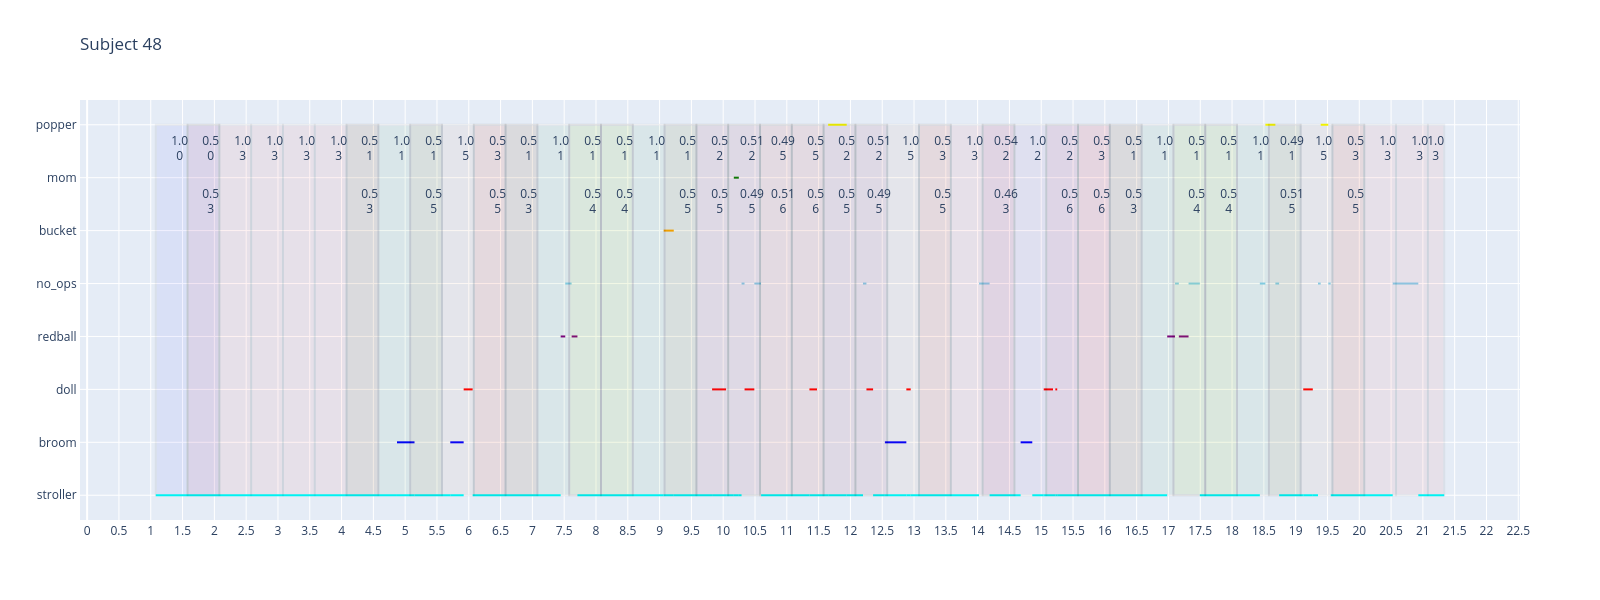 Subject 48
popper
1.0 0.5 1.0 1.0 1.0 1.0 0.5 1.0 0.5 1.0 0.5 0.5 1.0 0.5 0.5 1.0 0.5 0.5 0.51 0.49 0.5 0.5 0.51 1.0 0.5 1.0 0.54 1.0 0.5 0.5 0.5 1.0 0.5 0.5 1.0 0.49 1.0 0.5 1.0 1.0 1.0
0 0 3 3 3 3 1 1 1 5 3 1 1 1 1 1 1 2 2 5 5 2 2 5 3 3 2 2 2 3 1 1 1 1 1 1 5 3 3 3 3
mom
0.5 0.5 0.5 0.5 0.5 0.5 0.5 0.5 0.5 0.49 0.51 0.5 0.5 0.49 0.5 0.46 0.5 0.5 0.5 0.5 0.5 0.51 0.5
3 3 5 5 3 4 4 5 5 5 6 6 5 5 5 3 6 6 3 4 4 5 5
bucket
no_ops
redball
doll
broom
stroller
0 0.5 1 1.5 2 2.5 3 3.5 4 4.5 5 5.5 6 6.5 7 7.5 8 8.5 9 9.5 10 10.5 11 11.5 12 12.5 13 13.5 14 14.5 15 15.5 16 16.5 17 17.5 18 18.5 19 19.5 20 20.5 21 21.5 22 22.5